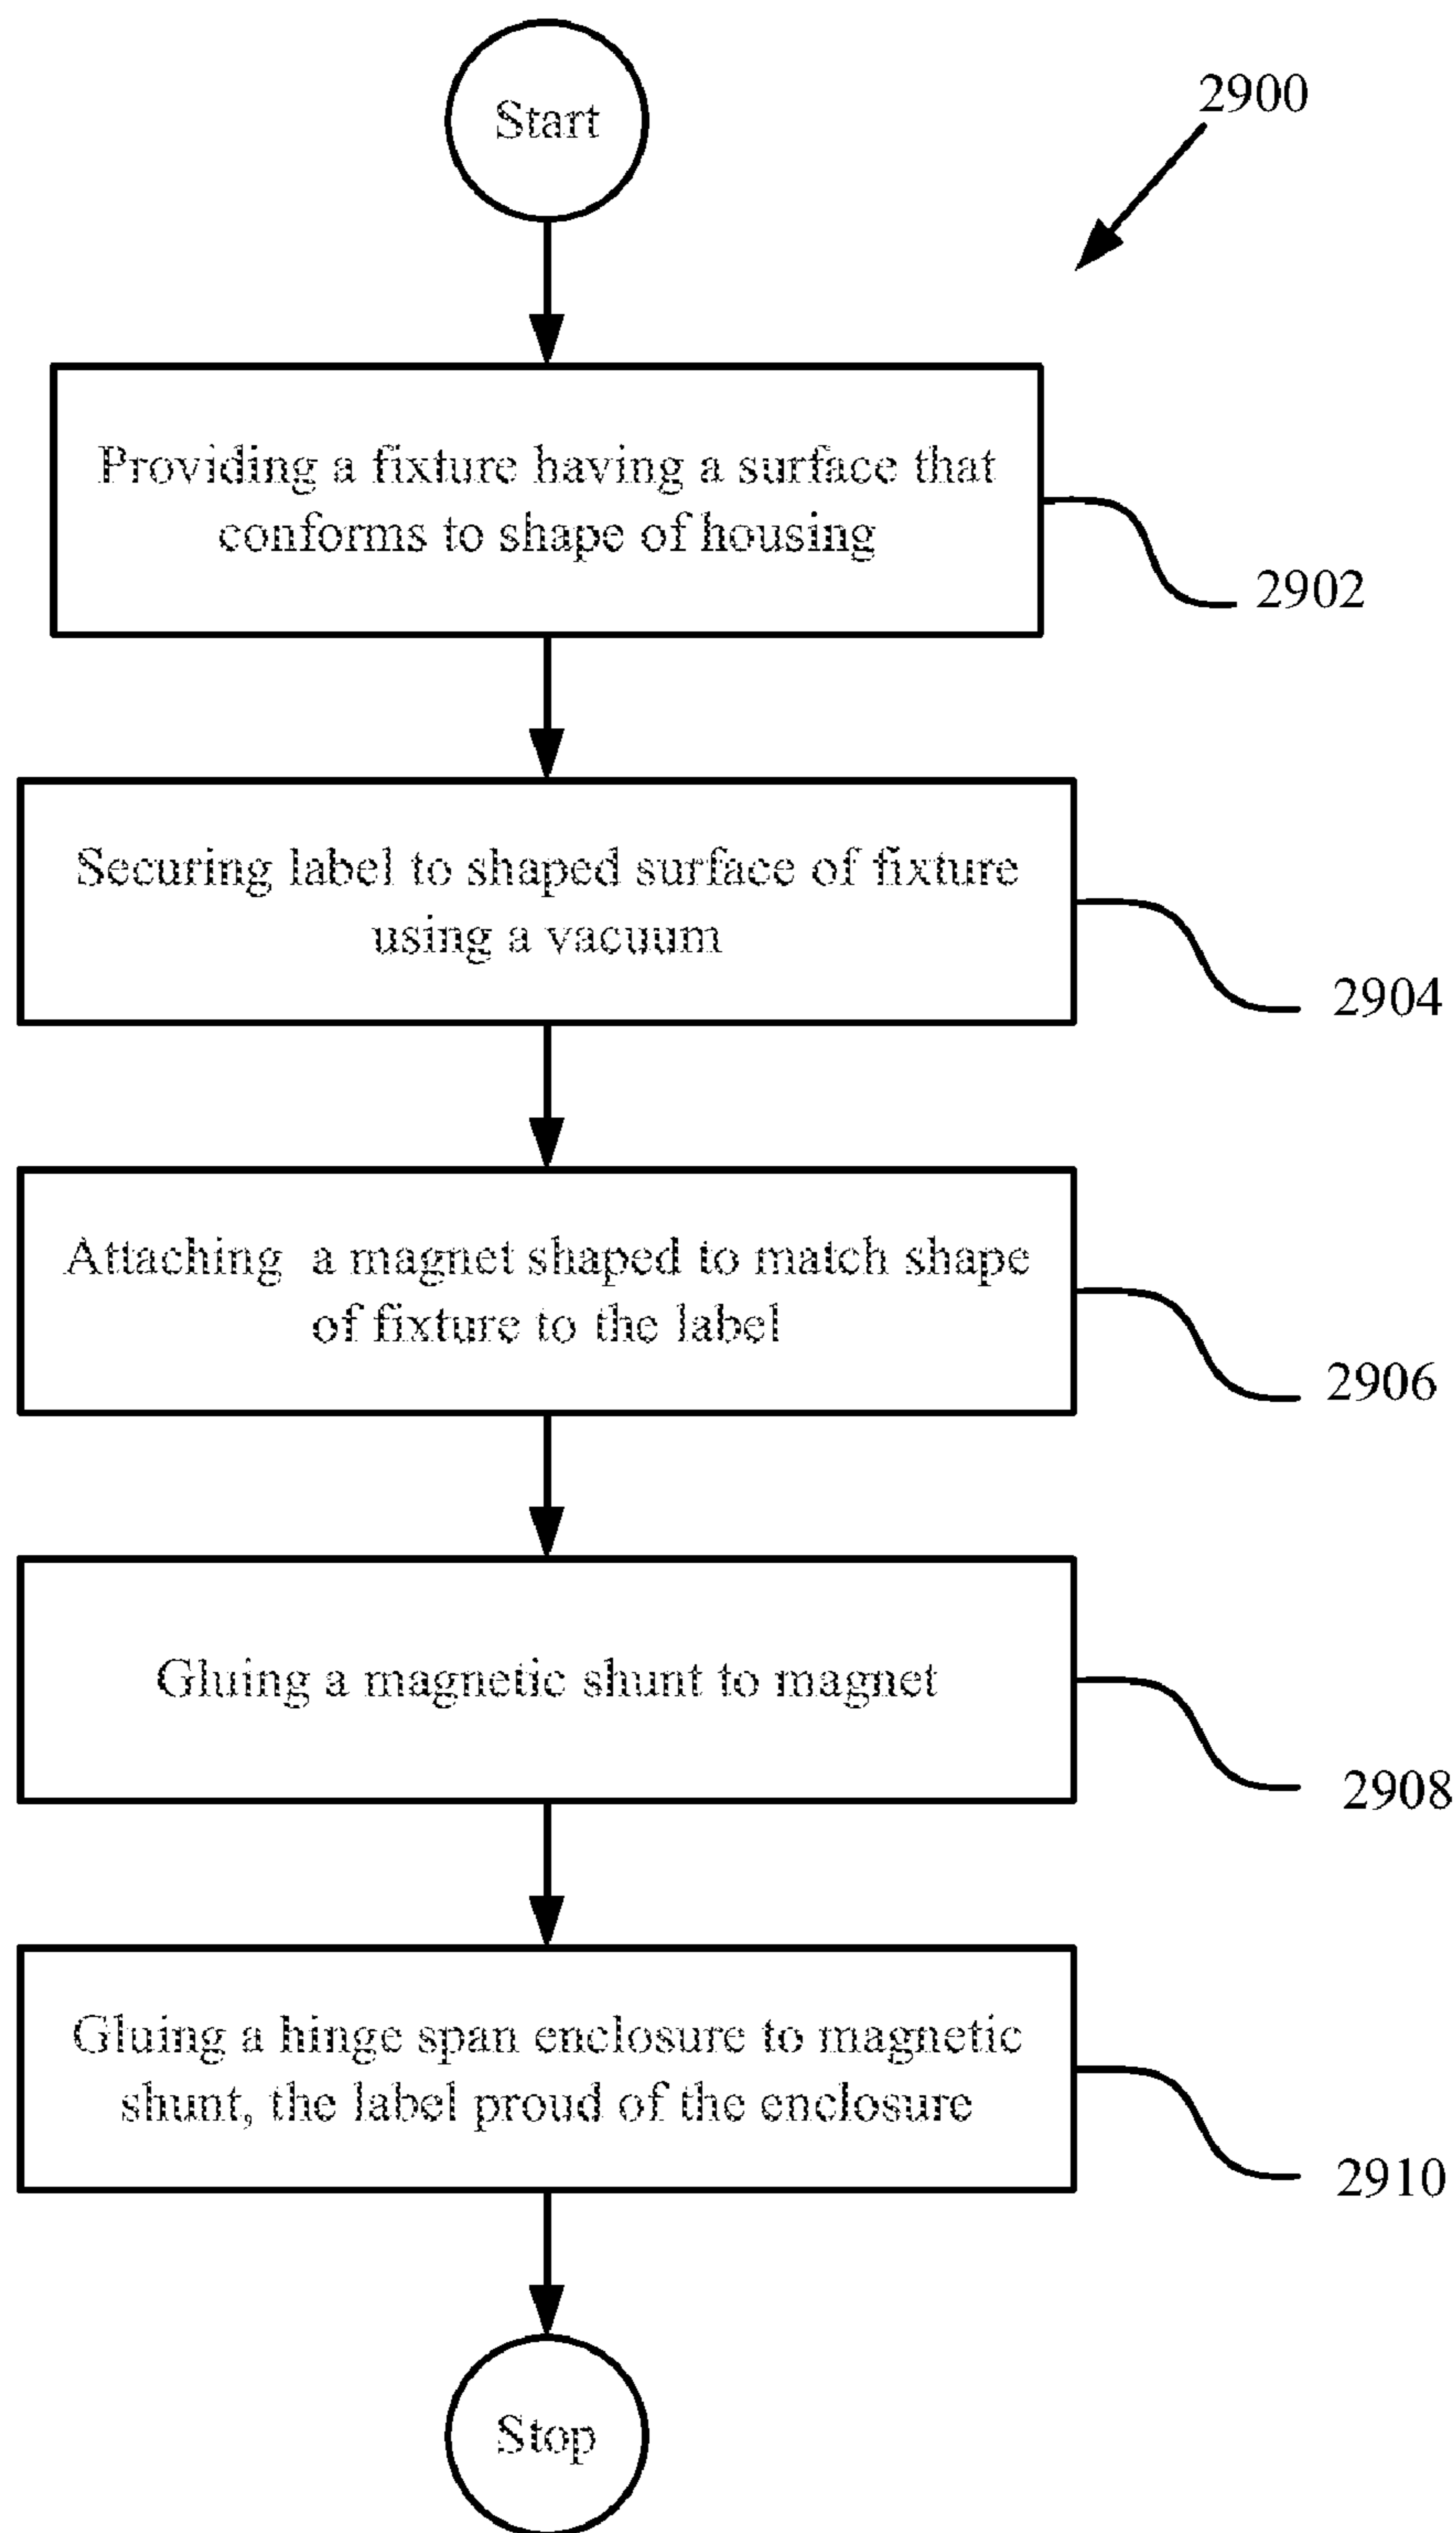 Start
2900
Providing a fixture having a surface that
conforms to shape of housing
2902
Securing label to shaped surface of fixture
using a vacuum
2904
Attaching a magnet shaped to match shape
of fixture to the label
2906
Gluing a magnetic shunt to magnet
2908
Gluing a hinge span enclosure to magnetic
shunt, the label proud of the enclosure
2910
Stop